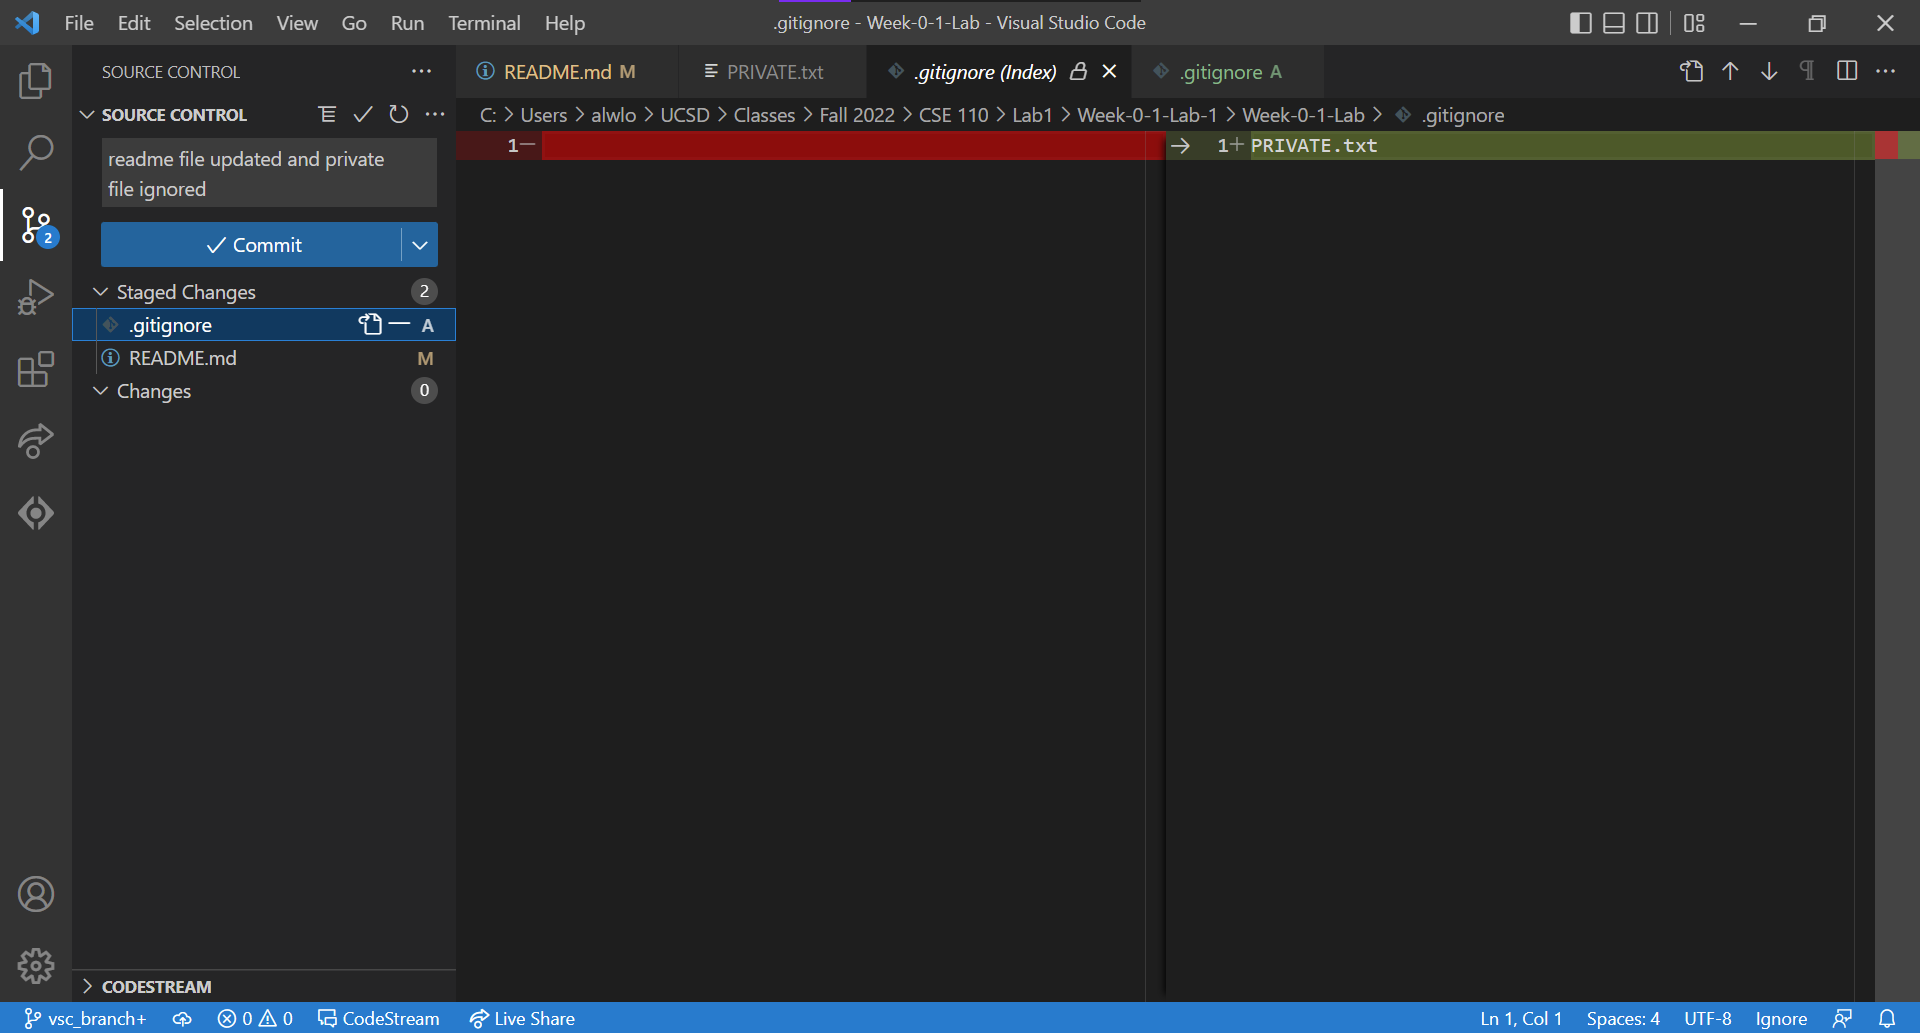 File Edit Selection View Go Run Terminal Help
.gitignore - Week-0-1-Lab - Visual Studio Code
SOURCE CONTROL
README.md M
PRIVATE.txt
.gitignore (Index)
.gitignore A
SOURCE CONTROL
C: > Users > alwlo > UCSD > Classes > Fall 2022 > CSE 110 > Lab1 > Week-0-1-Lab-1 > Week-0-1-Lab > .gitignore
1−
→ 1+ PRIVATE.txt
readme file updated and private
file ignored
Commit
2
Staged Changes 2
.gitignore A
README.md M
Changes 0
CODESTREAM
vsc_branch+ 0 0 CodeStream Live Share
Ln 1, Col 1 Spaces: 4 UTF-8 Ignore